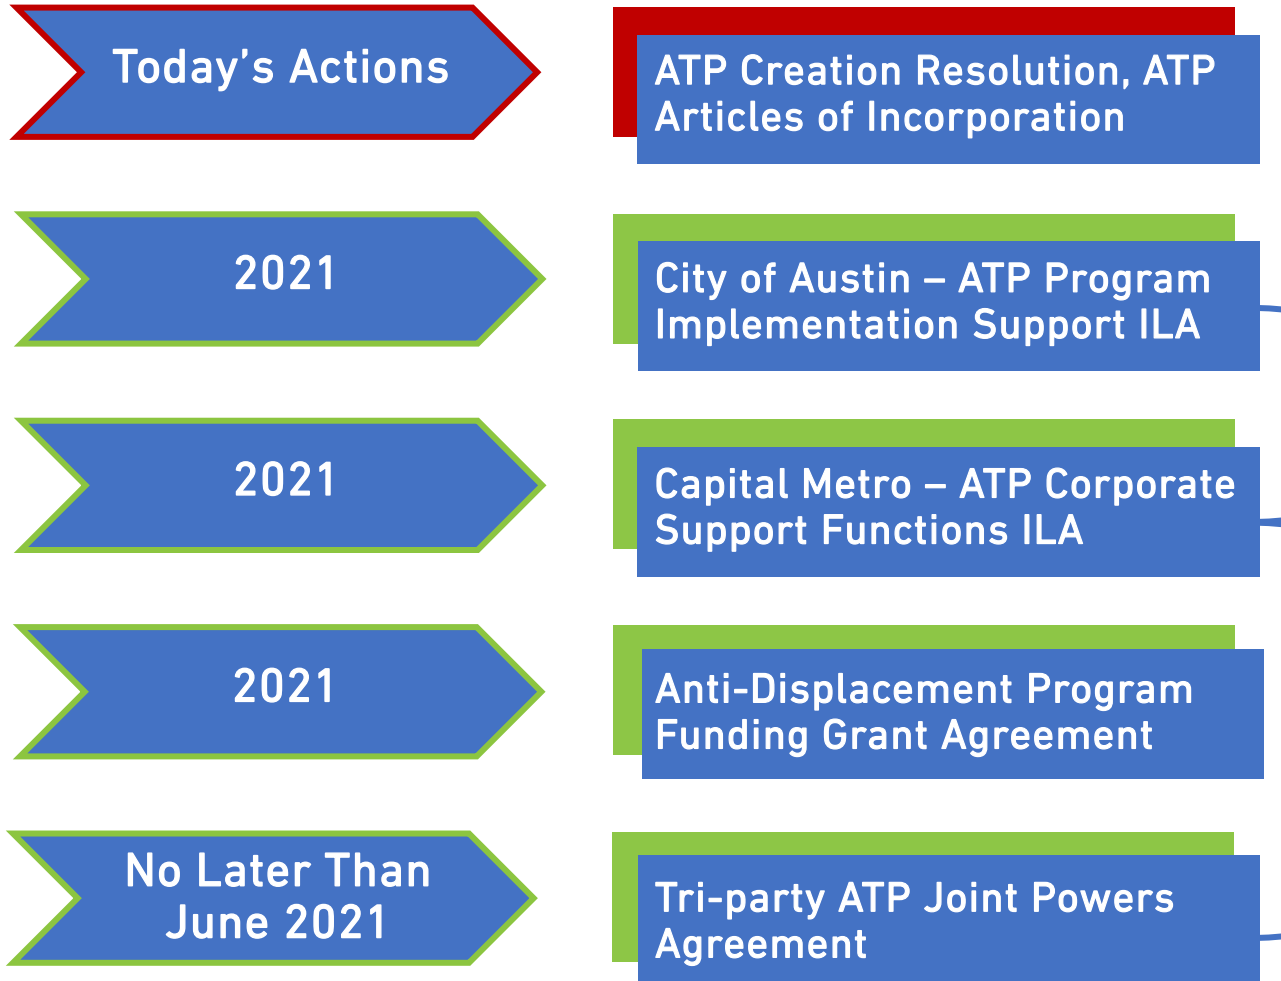 Today's Actions
ATP Creation Resolution, ATP
Articles of Incorporation
2021
City of Austin – ATP Program
Implementation Support ILA
2021
Capital Metro – ATP Corporate
Support Functions ILA
2021
Anti-Displacement Program
Funding Grant Agreement
No Later Than
June 2021
Tri-party ATP Joint Powers
Agreement